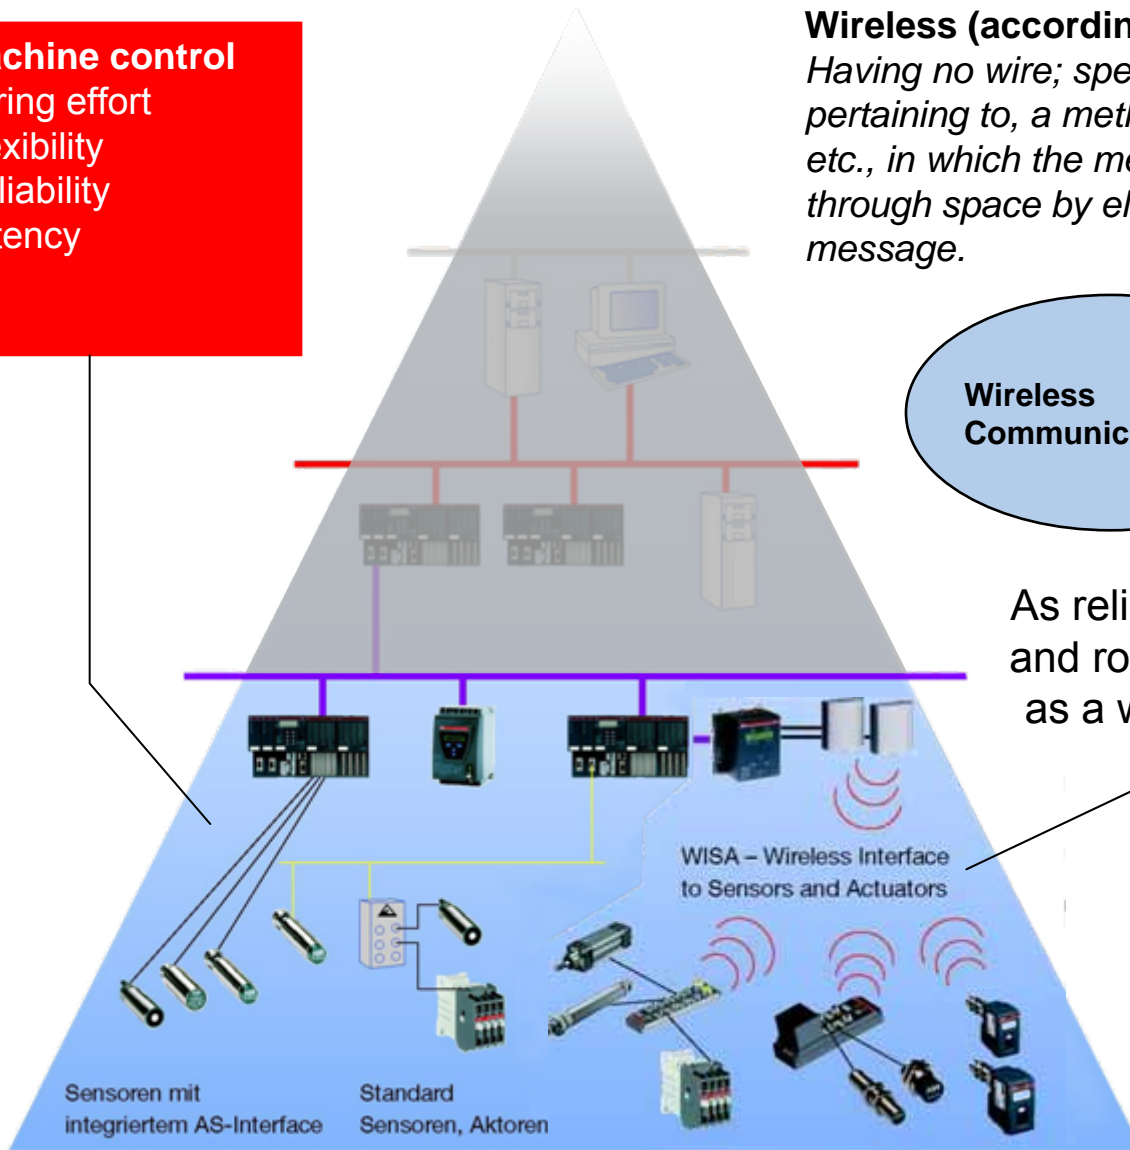 achine control
ring effort
exibility
liability
tency
Wireless (accordin
Having no wire; spe
pertaining to, a meth
etc., in which the me
through space by el
message.
Wireless
Communic
As reli
and ro
as a w
WISA – Wireless Interface
to Sensors and Actuators
Sensoren mit
integriertem AS-Interface
Standard
Sensoren, Aktoren